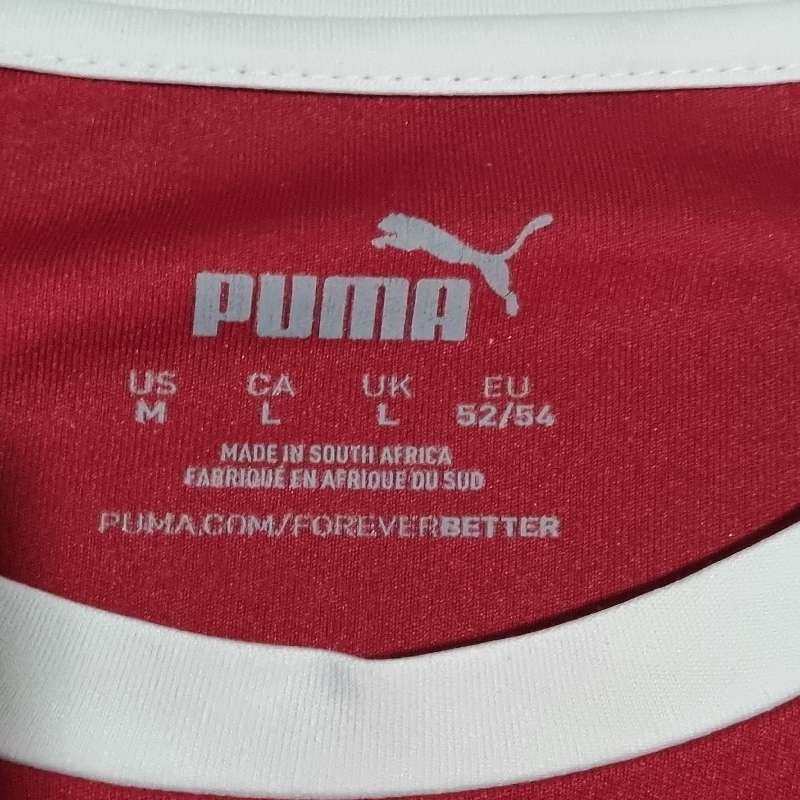 PUMA
US CA UK EU
M L L 52/54
MADE IN SOUTH AFRICA
FABRIQUÉ EN AFRIQUE DU SUD
PUMA.COM/FOREVERBETTER